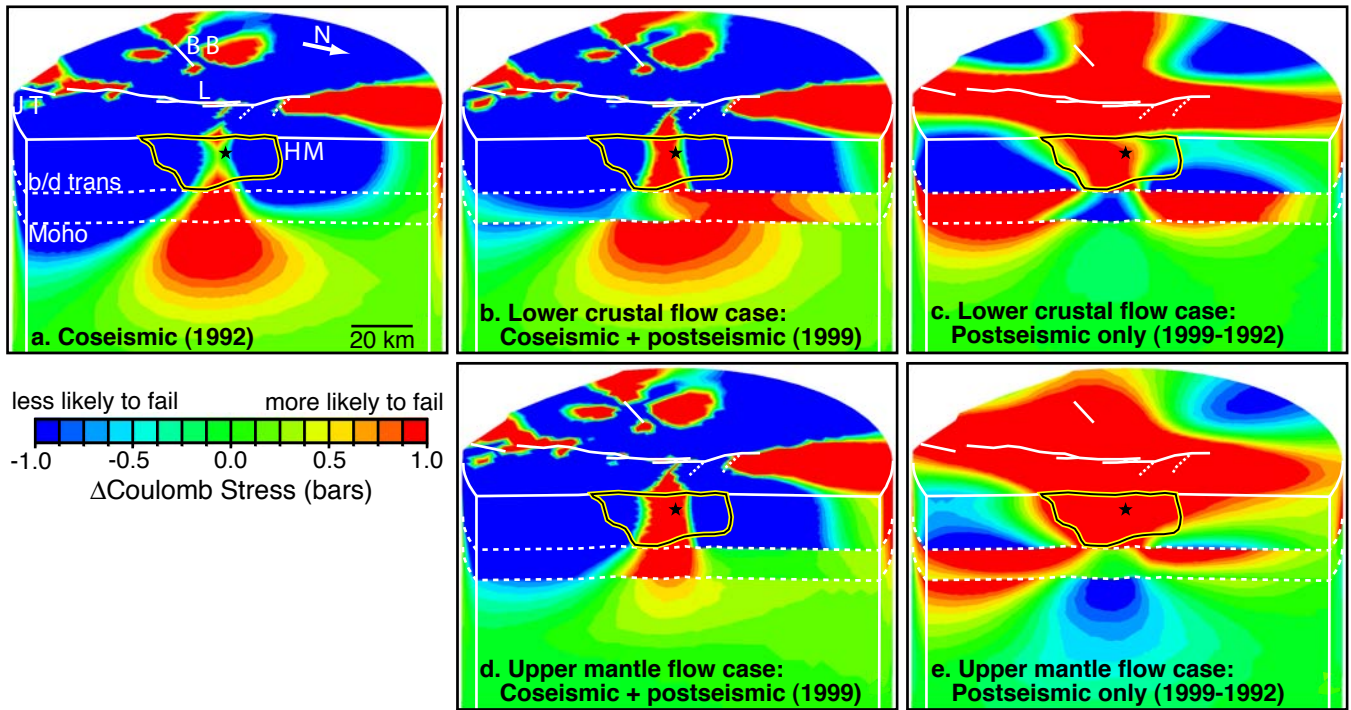 B B
N
L
J T
H M
b/d trans
Moho
a. Coseismic (1992)
20 km
b. Lower crustal flow case:
Coseismic + postseismic (1999)
c. Lower crustal flow case:
Postseismic only (1999-1992)
less likely to fail
more likely to fail
-1.0
-0.5
0.0
0.5
1.0
ΔCoulomb Stress (bars)
d. Upper mantle flow case:
Coseismic + postseismic (1999)
e. Upper mantle flow case:
Postseismic only (1999-1992)